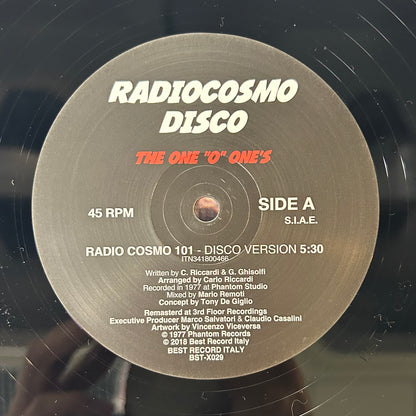 RADIOCOSMO
DISCO
THE ONE "O" ONE'S
45 RPM
SIDE A
S.I.A.E.
RADIO COSMO 101 - DISCO VERSION 5:30
ITN341800466
Written by C. Riccardi & G. Ghisolfi
Arranged by Carlo Riccardi
Recorded in 1977 at Phantom Studio
Mixed by Mario Remoti
Concept by Tony De Giglio
Remasterd at 3rd Floor Recordings
Executive Producer Marco Salvatori & Claudio Casalini
Artwork by Vincenzo Viceversa
© 1977 Phantom Records
℗ 2018 Best Record Italy
BEST RECORD ITALY
BST-X029